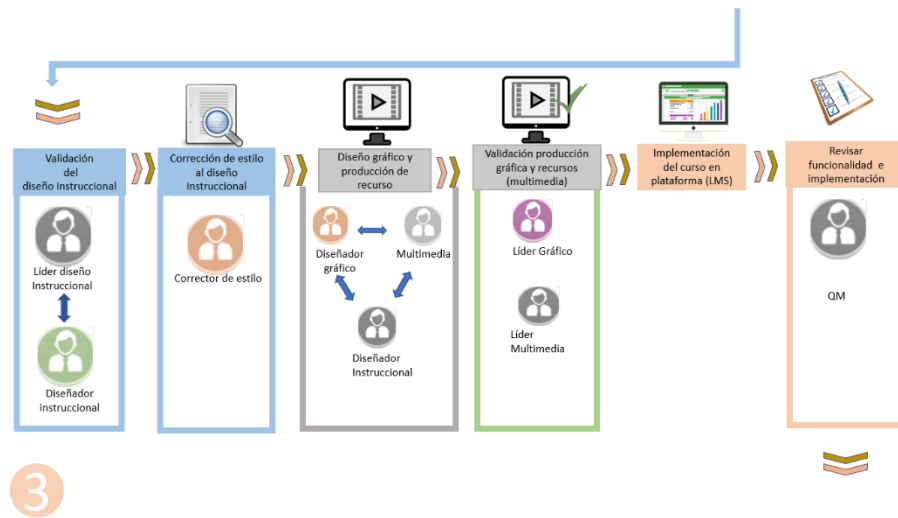 Validación
del
diseño instruccional
Corrección de estilo
al diseño
instruccional
Diseño gráfico y
producción de
recurso
Validación producción
gráfica y recursos
(multimedia)
Implementación
del curso en
plataforma (LMS)
Revisar
funcionalidad e
implementación
Líder diseño
Instruccional
Diseñador
instruccional
Corrector de estilo
Diseñador
gráfico
Multimedia
Diseñador
Instruccional
Líder Gráfico
Líder
Multimedia
QM
3